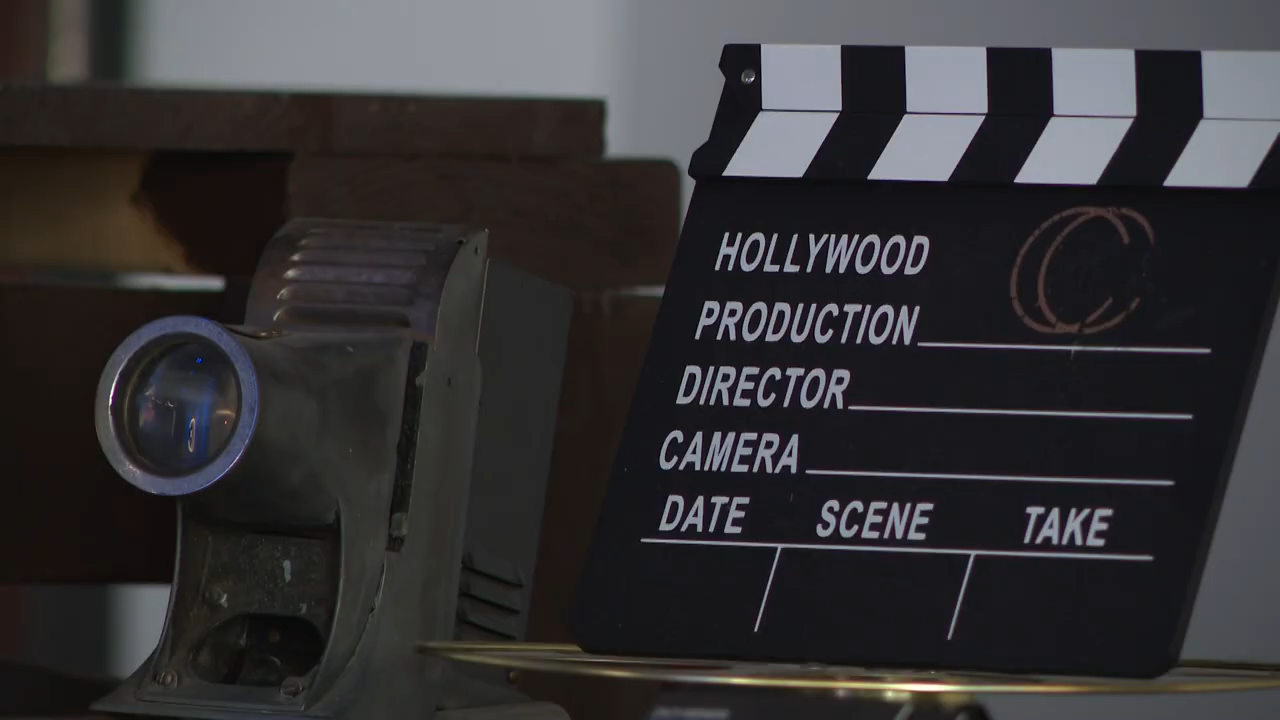 HOLLYWOOD
PRODUCTION
DIRECTOR
CAMERA
DATE SCENE TAKE